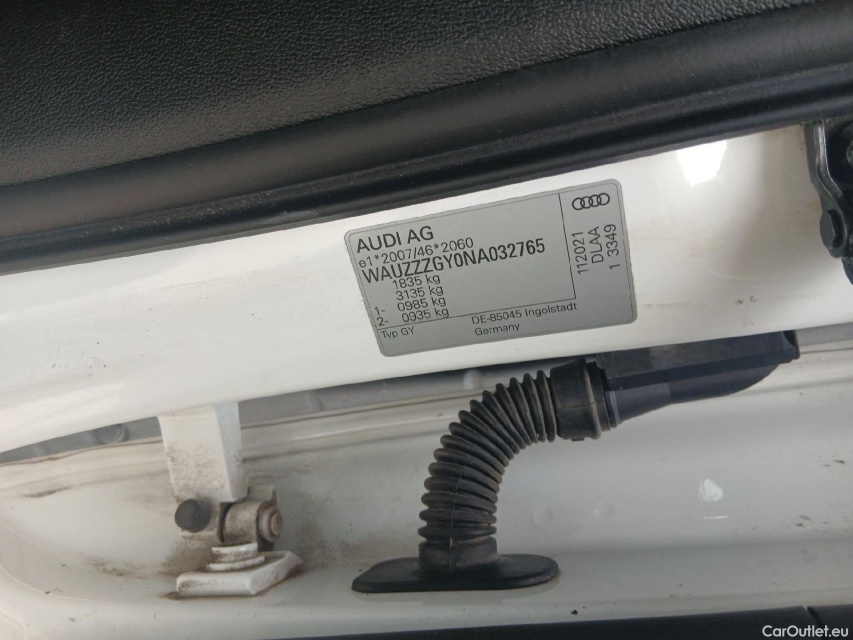 AUDI AG
e1*2007/46*2060
WAUZZZGY0NA032765
1835 kg
3135 kg
1- 0985 kg
2- 0935 kg
Typ GY
DE-85045 Ingolstadt
Germany
112021
DLAA
1 3349
CarOutlet.eu